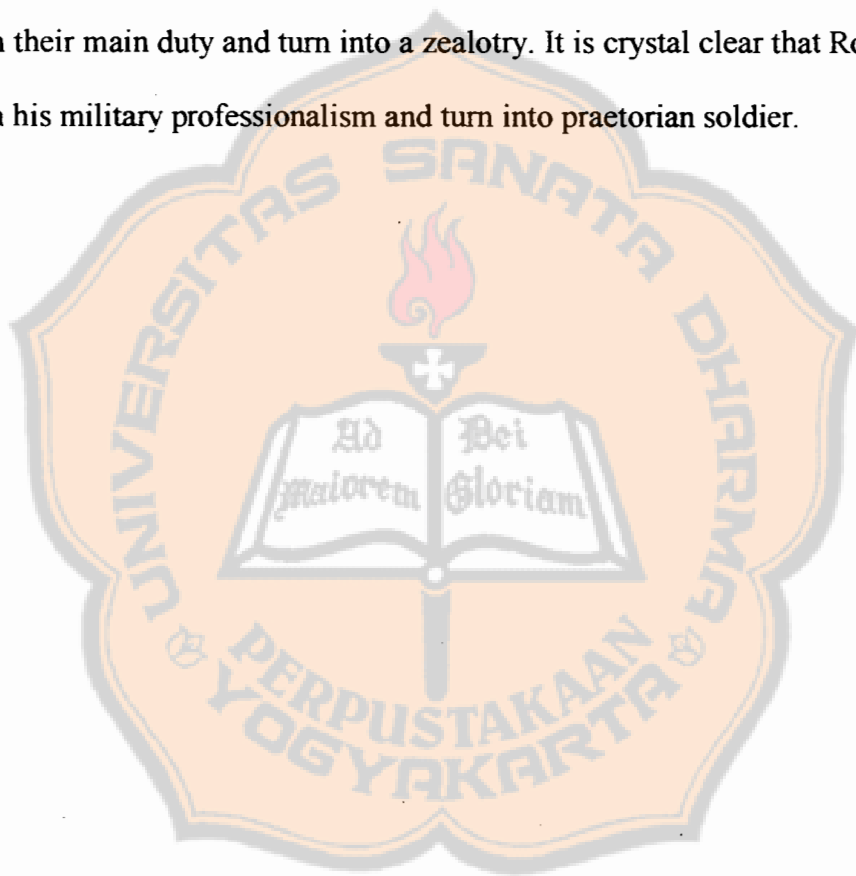 their main duty and turn into a zealotry. It is crystal clear that
his military professionalism and turn into praetorian soldier.
UNIVERSITAS SANATA DHARMA
Ad Dei
Maiorem Gloriam
PERPUSTAKAAN
YOGYAKARTA